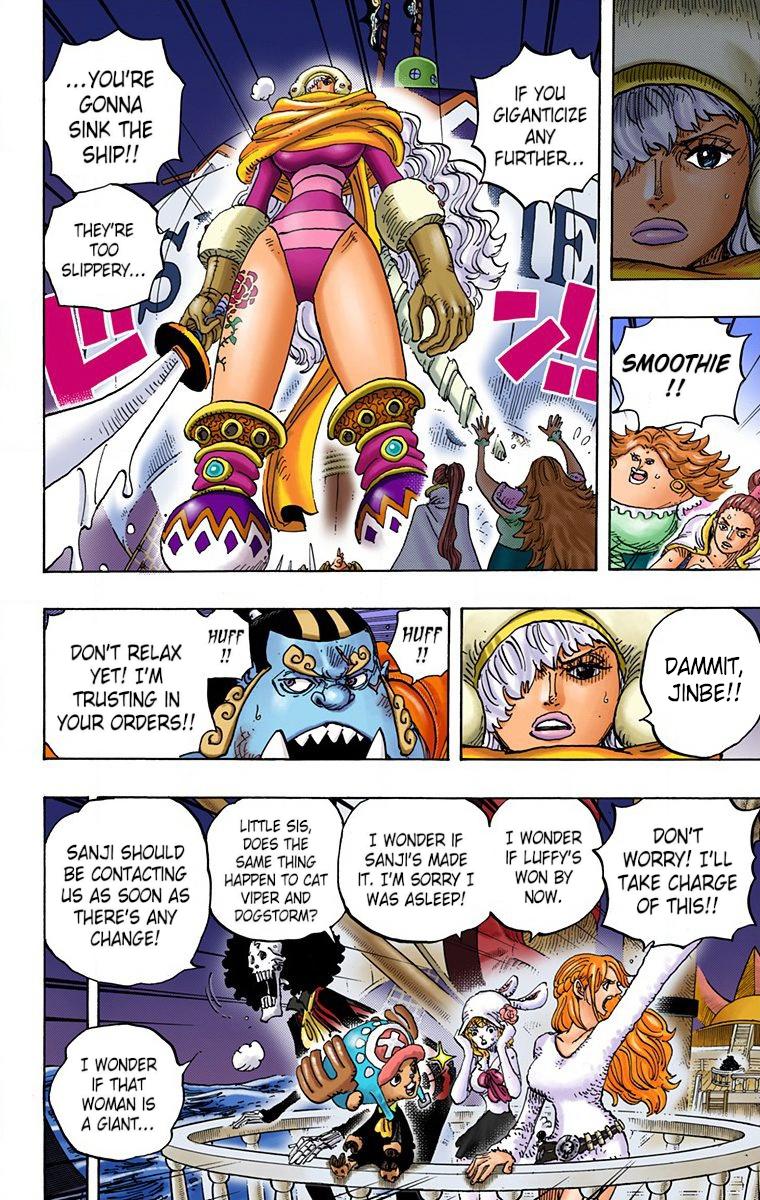 SMOOTHIE
!!
IF YOU
GIGANTICIZE
ANY
FURTHER...
...YOU'RE
GONNA
SINK THE
SHIP!!
THEY'RE
TOO
SLIPPERY...
S
ドン!!
DAMMIT,
JINBE!!
HUFF
!!
HUFF
!!
DON'T RELAX
YET! I'M
TRUSTING IN
YOUR ORDERS!!
DON'T
WORRY! I'LL
TAKE CHARGE
OF THIS!!
I WONDER
IF LUFFY'S
WON BY
NOW.
I WONDER IF
SANJI'S MADE
IT. I'M SORRY I
WAS ASLEEP!
LITTLE SIS,
DOES THE
SAME THING
HAPPEN TO CAT
VIPER AND
DOGSTORM?
SANJI SHOULD
BE CONTACTING
US AS SOON AS
THERE'S ANY
CHANGE!
I WONDER
IF THAT
WOMAN IS
A GIANT...